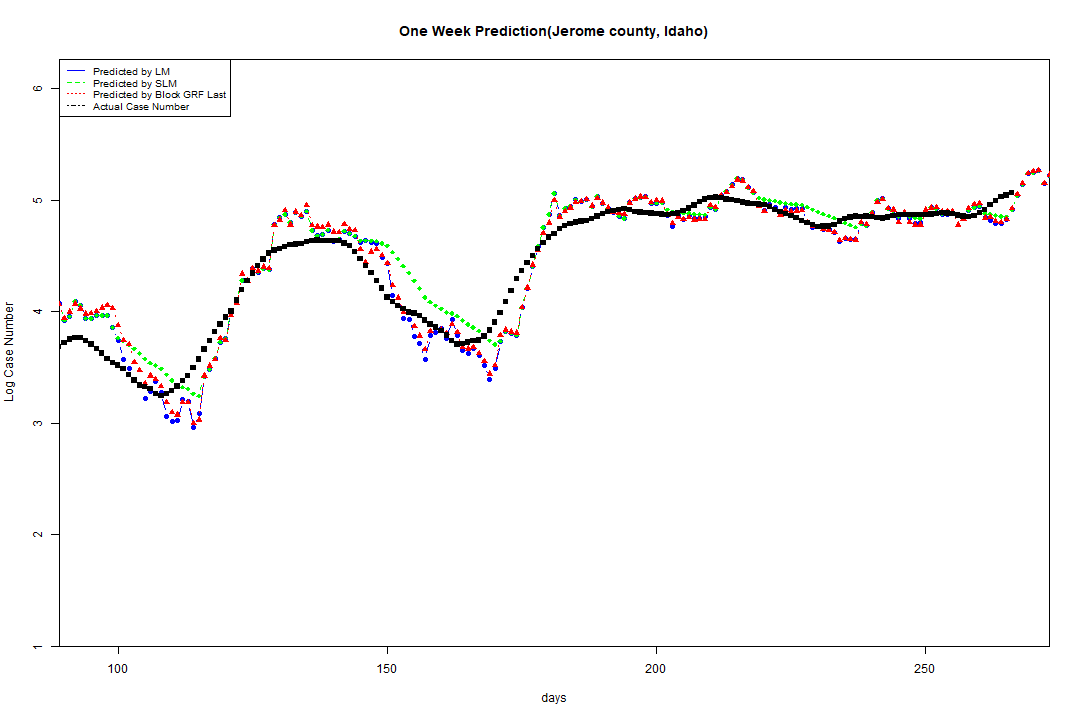 One Week Prediction(Jerome county, Idaho)
Predicted by LM
Predicted by SLM
Predicted by Block GRF Last
Actual Case Number
6
5
4
3
2
1
Log Case Number
100 150 200 250
days